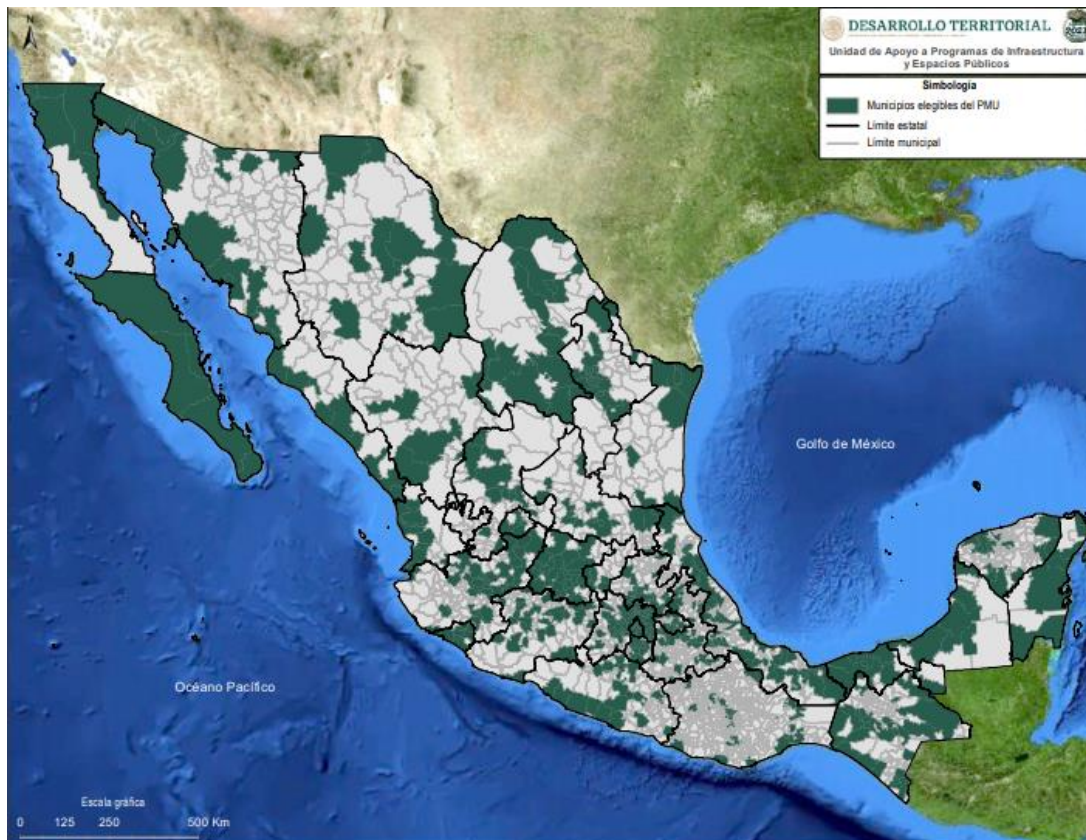 N
DESARROLLO TERRITORIAL
2023
Unidad de Apoyo a Programas de Infraestructura
y Espacios Públicos
Simbología
Municipios elegibles del PMU
Límite estatal
Límite municipal
Golfo de México
Océano Pacífico
Escala gráfica
0 125 250 500 Km